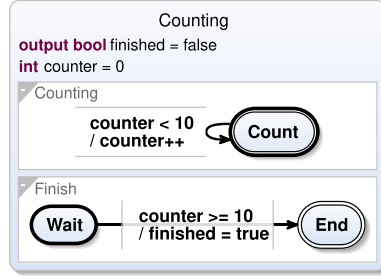 Counting
output bool finished = false
int counter = 0
- Counting
counter < 10
/ counter++
Count
- Finish
Wait
counter >= 10
/ finished = true
End